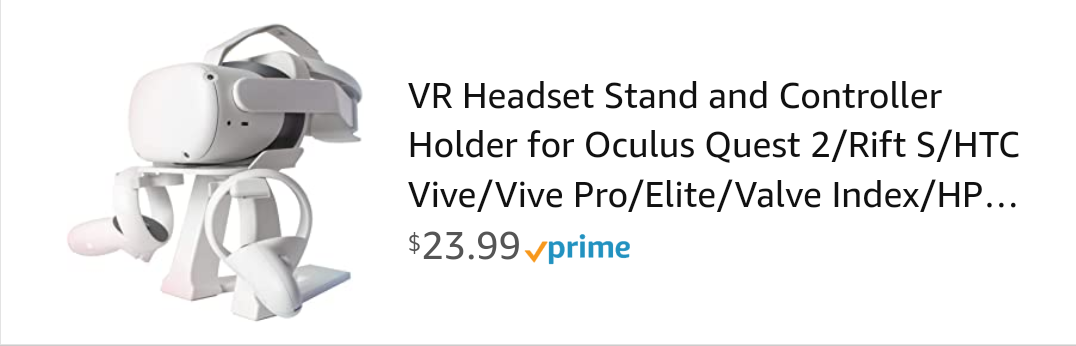 VR Headset Stand and Controller
Holder for Oculus Quest 2/Rift S/HTC
Vive/Vive Pro/Elite/Valve Index/HP...
$23.99 prime